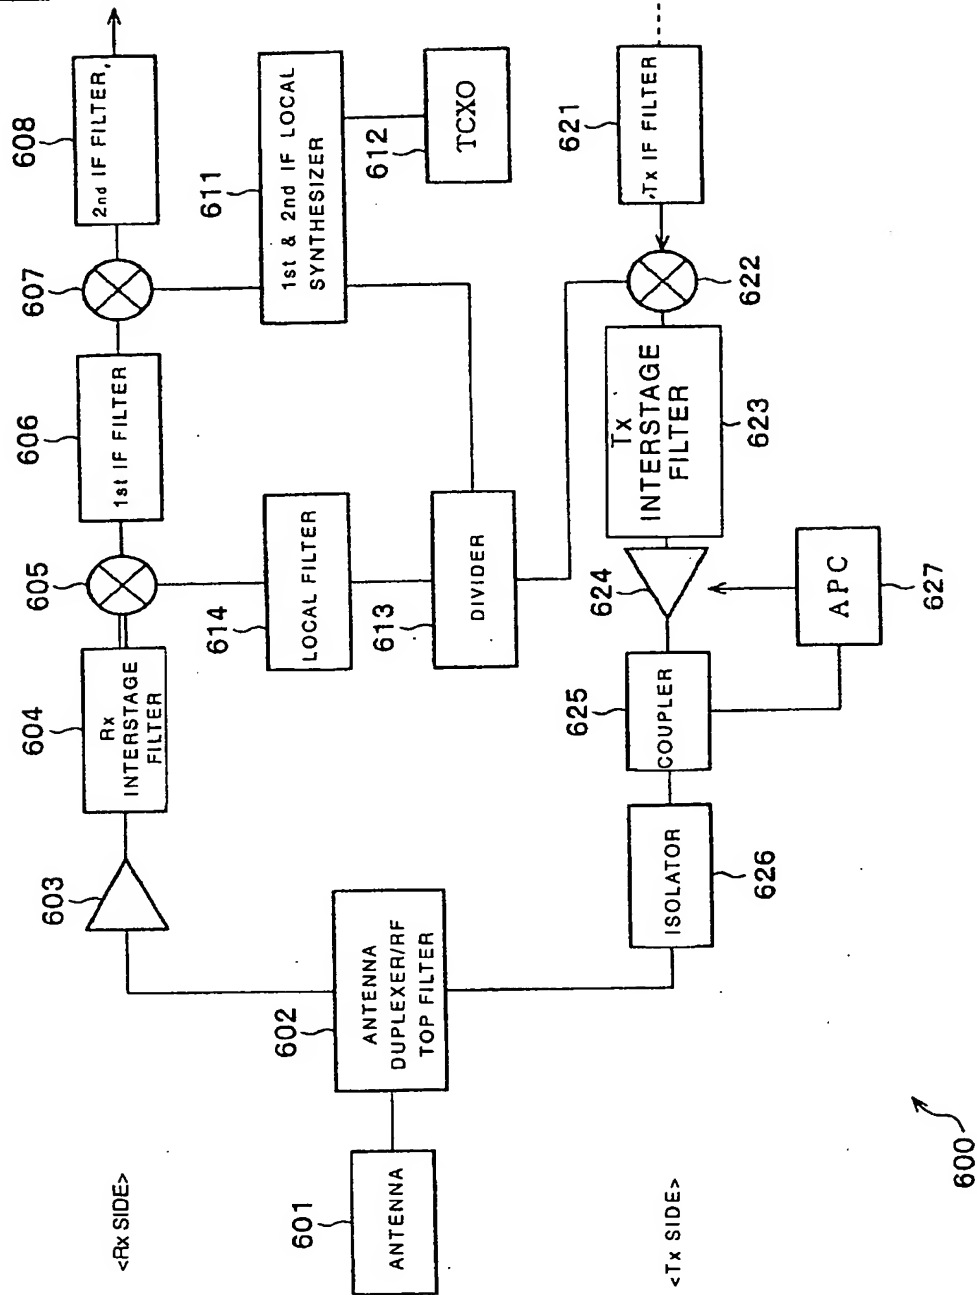 <Rx SIDE>
601
ANTENNA
602
ANTENNA
DUPLEXER/RF
TOP FILTER
603
604
Rx
INTERSTAGE
FILTER
605
606
1st IF FILTER
607
608
2nd IF FILTER,
611
1st & 2nd IF LOCAL
SYNTHESIZER
612
TCXO
613
DIVIDER
614
LOCAL FILTER
<Tx SIDE>
626
ISOLATOR
625
COUPLER
624
627
APC
623
Tx
INTERSTAGE
FILTER
622
621
,Tx IF FILTER
600